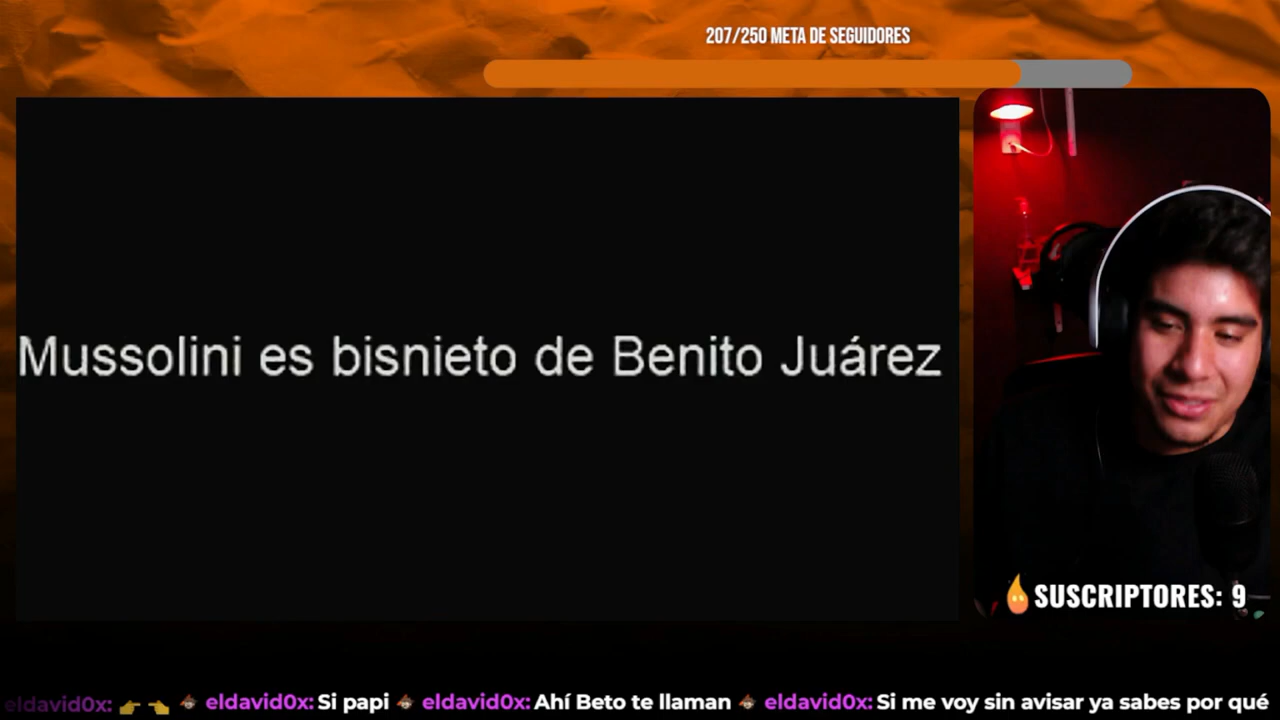 207/250 META DE SEGUIDORES
Mussolini es bisnieto de Benito Juárez
SUSCRIPTORES: 9
eldavid0x: eldavid0x: Si papi eldavid0x: Ahí Beto te llaman eldavid0x: Si me voy sin avisar ya sabes por qué